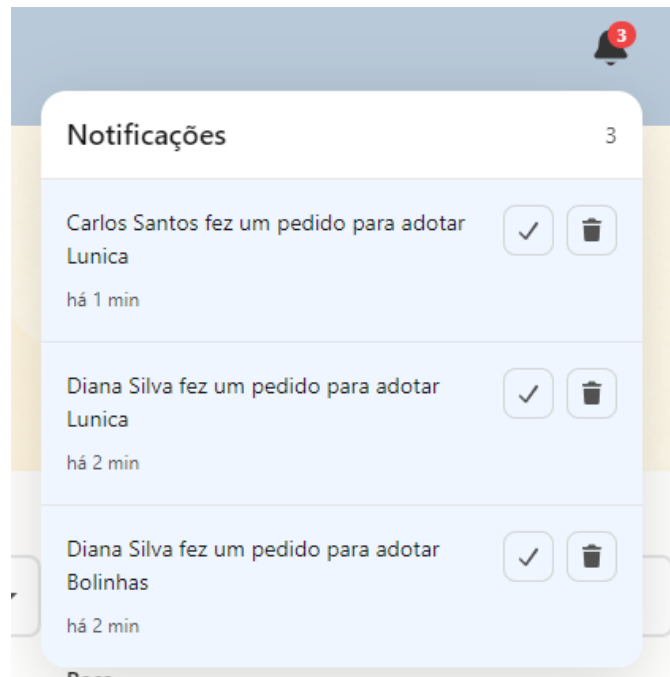 3
Notificações
3
Carlos Santos fez um pedido para adotar
Lunica
há 1 min
Diana Silva fez um pedido para adotar
Lunica
há 2 min
Diana Silva fez um pedido para adotar
Bolinhas
há 2 min